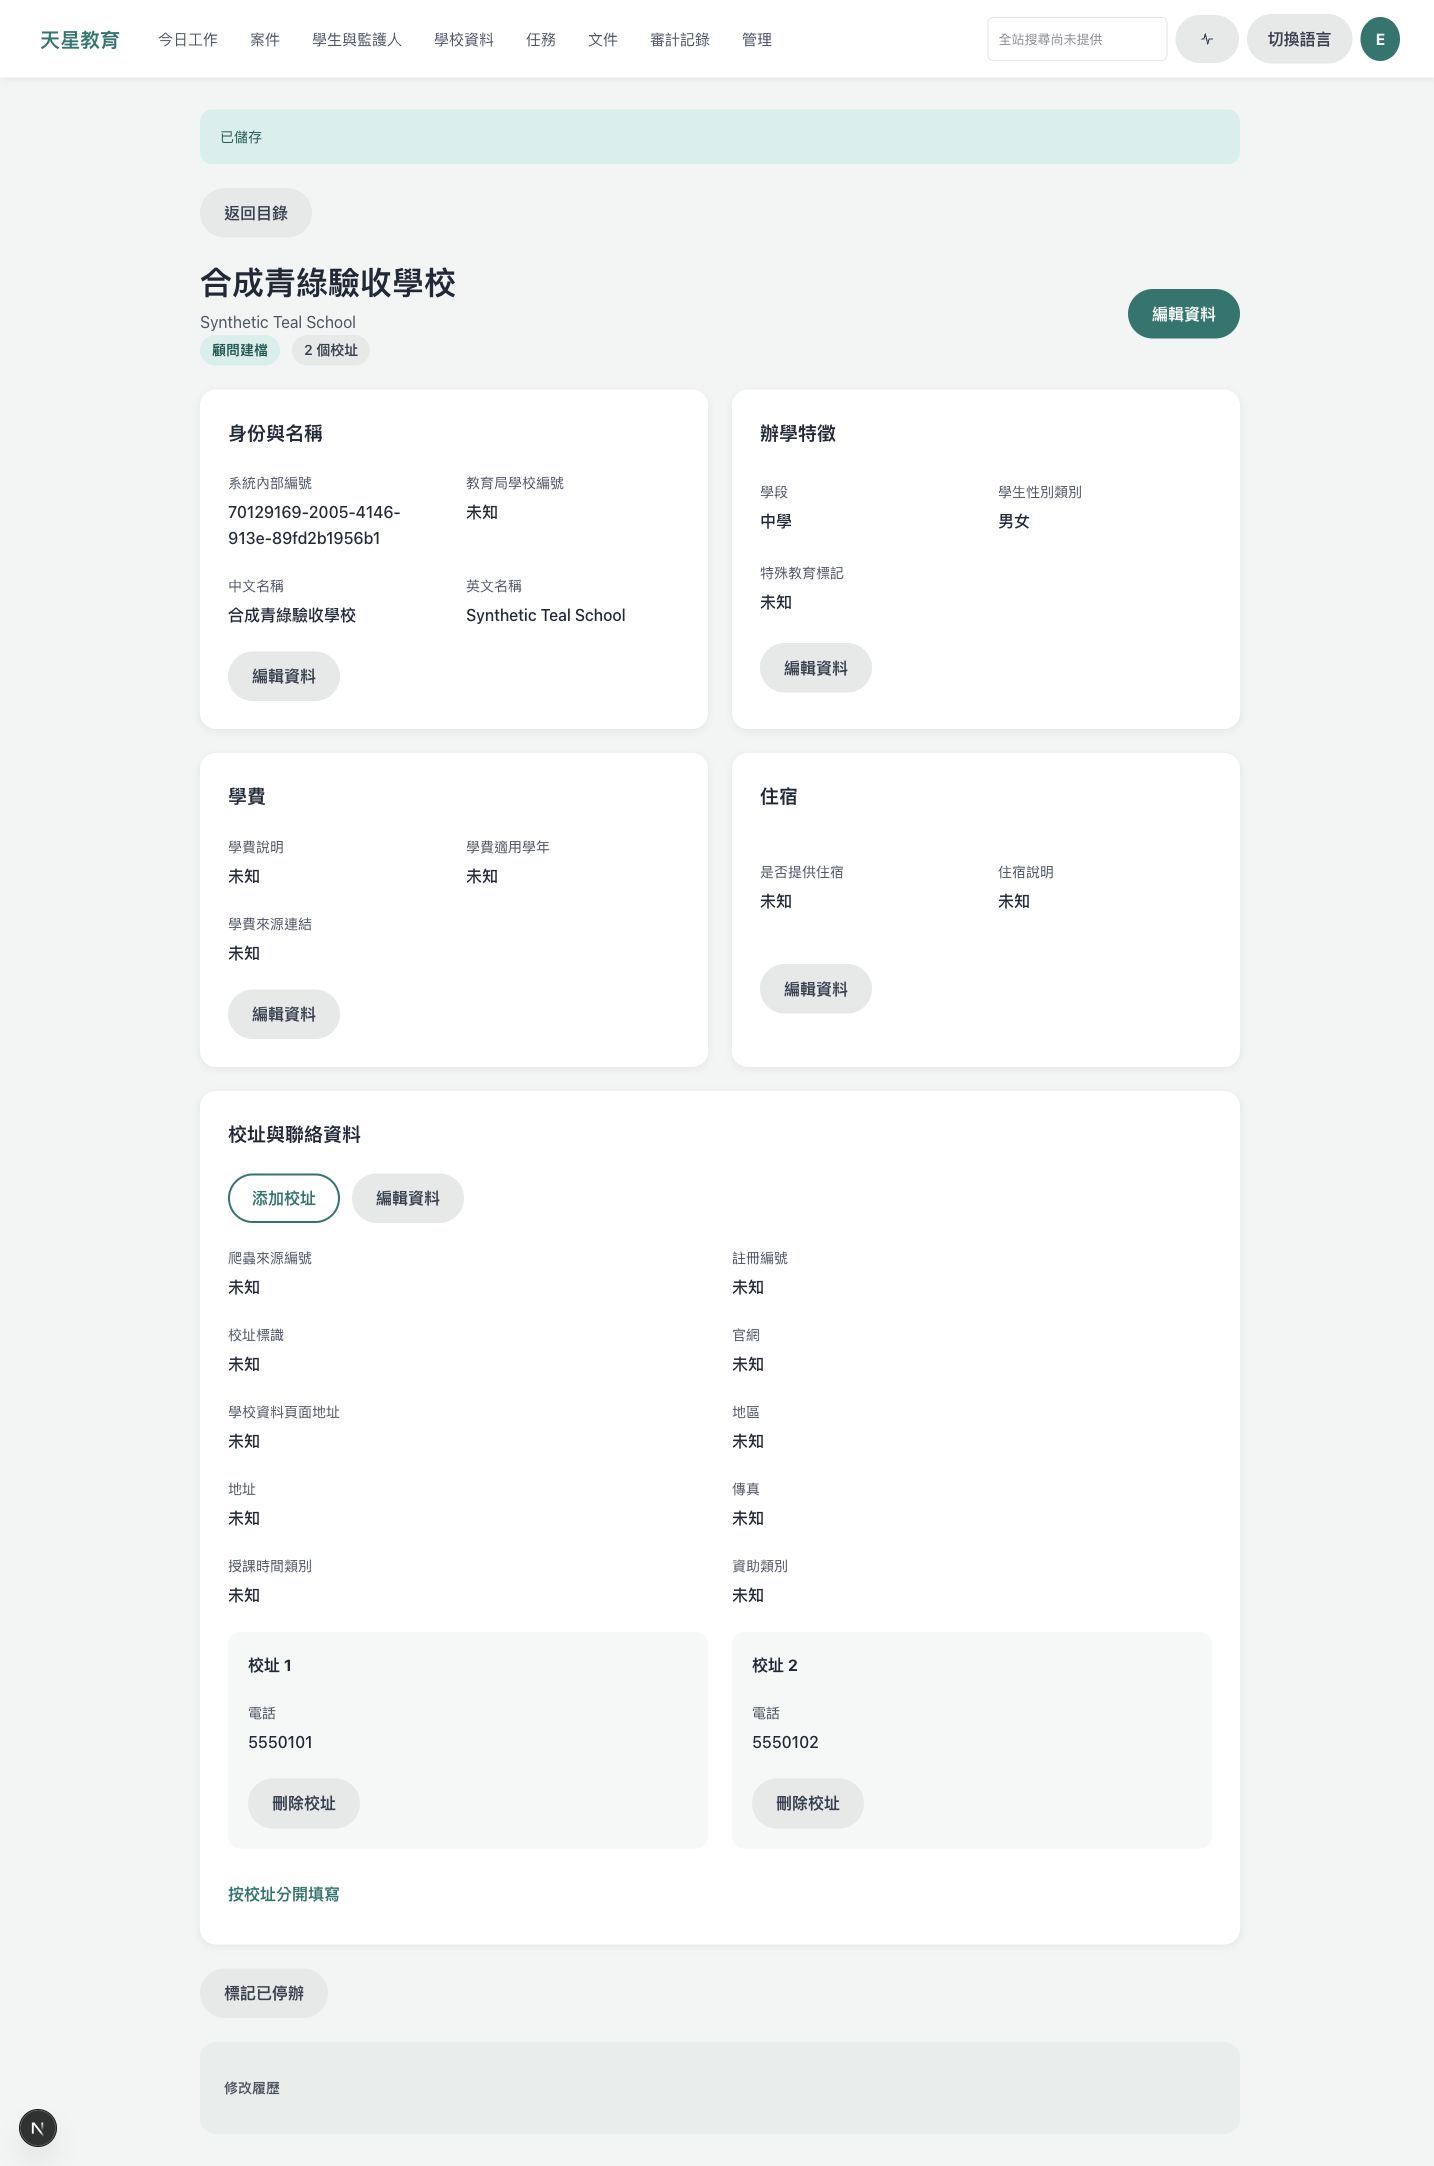 天星教育
今日工作
案件
學生與監護人
學校資料
任務
文件
審計記錄
管理
全站搜尋尚未提供
切換語言
E
已儲存
返回目錄
合成青綠驗收學校
Synthetic Teal School
顧問建檔
2 個校址
編輯資料
身份與名稱
系統內部編號
70129169-2005-4146-
913e-89fd2b1956b1
教育局學校編號
未知
中文名稱
合成青綠驗收學校
英文名稱
Synthetic Teal School
編輯資料
辦學特徵
學段
中學
學生性別類別
男女
特殊教育標記
未知
編輯資料
學費
學費說明
未知
學費適用學年
未知
學費來源連結
未知
編輯資料
住宿
是否提供住宿
未知
住宿說明
未知
編輯資料
校址與聯絡資料
添加校址
編輯資料
爬蟲來源編號
未知
註冊編號
未知
校址標識
未知
官網
未知
學校資料頁面地址
未知
地區
未知
地址
未知
傳真
未知
授課時間類別
未知
資助類別
未知
校址 1
電話
5550101
刪除校址
校址 2
電話
5550102
刪除校址
按校址分開填寫
標記已停辦
修改履歷
N